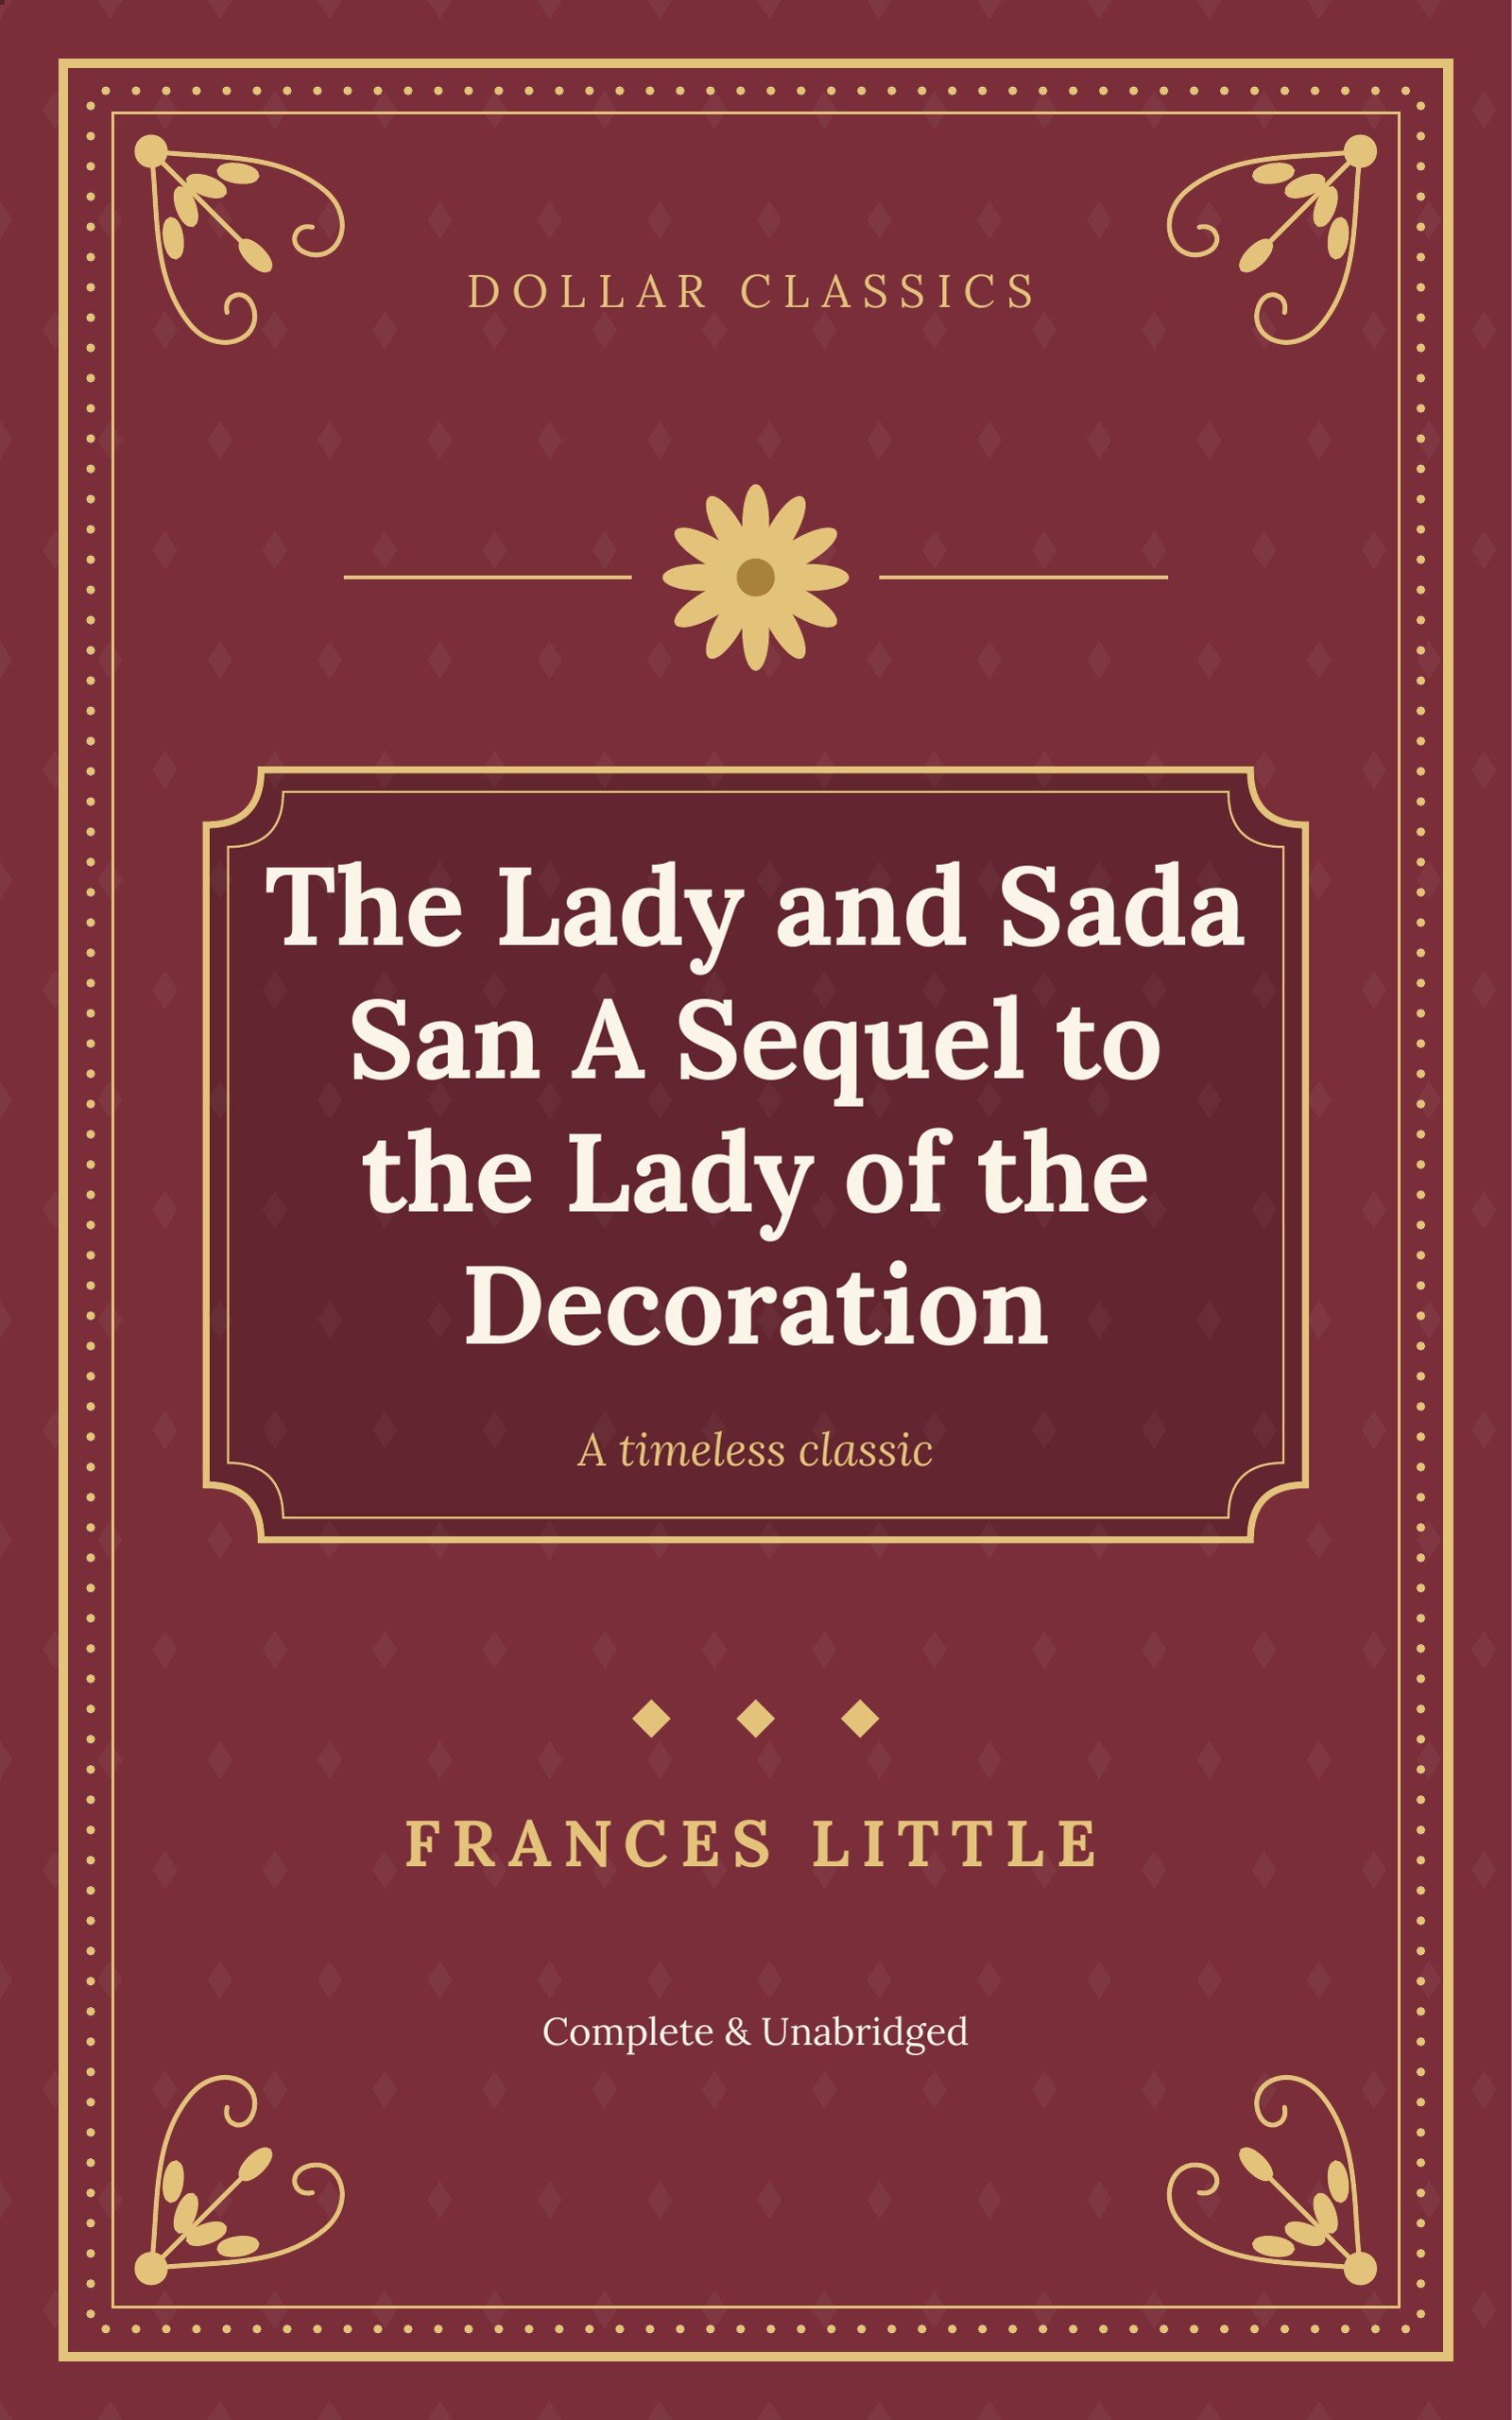 DOLLAR CLASSICS
The Lady and Sada
San A Sequel to
the Lady of the
Decoration
A timeless classic
FRANCES LITTLE
Complete & Unabridged